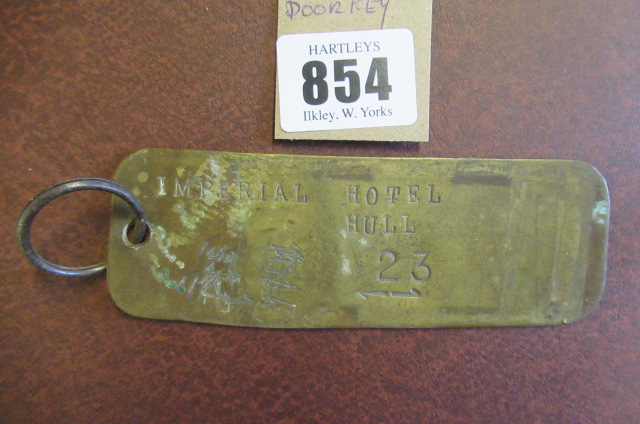 DOOR KEY
HARTLEYS
854
Ilkley, W. Yorks
IMPERIAL HOTEL
HULL
23